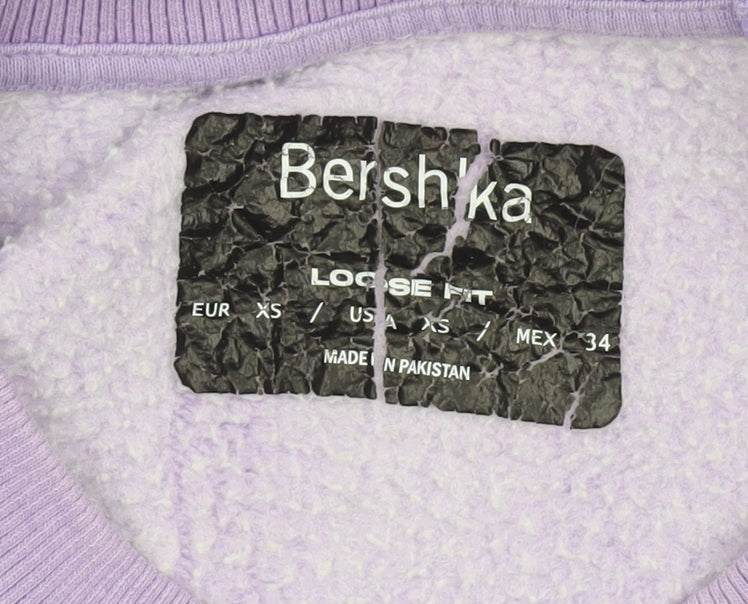 Bershka
LOOSE FIT
EUR XS / USA XS / MEX 34
MADE IN PAKISTAN